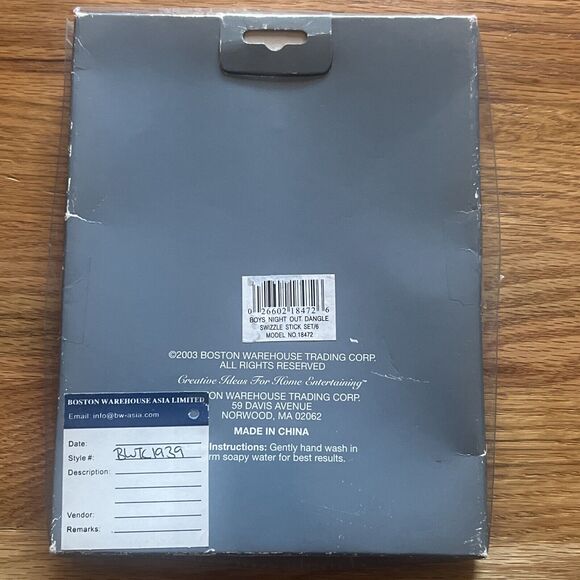 0 26602 18472 6
BOYS NIGHT OUT DANGLE
SWIZZLE STICK SET/6
MODEL NO.18472
©2003 BOSTON WAREHOUSE TRADING CORP.
ALL RIGHTS RESERVED
Creative Ideas For Home Entertaining™
ON WAREHOUSE TRADING CORP.
59 DAVIS AVENUE
NORWOOD, MA 02062
MADE IN CHINA
Instructions: Gently hand wash in
rm soapy water for best results.
BOSTON WAREHOUSE ASIA LIMITED
Email: info@bw-asia.com
Date:
Style #: BWTC1939
Description:
Vendor:
Remarks: